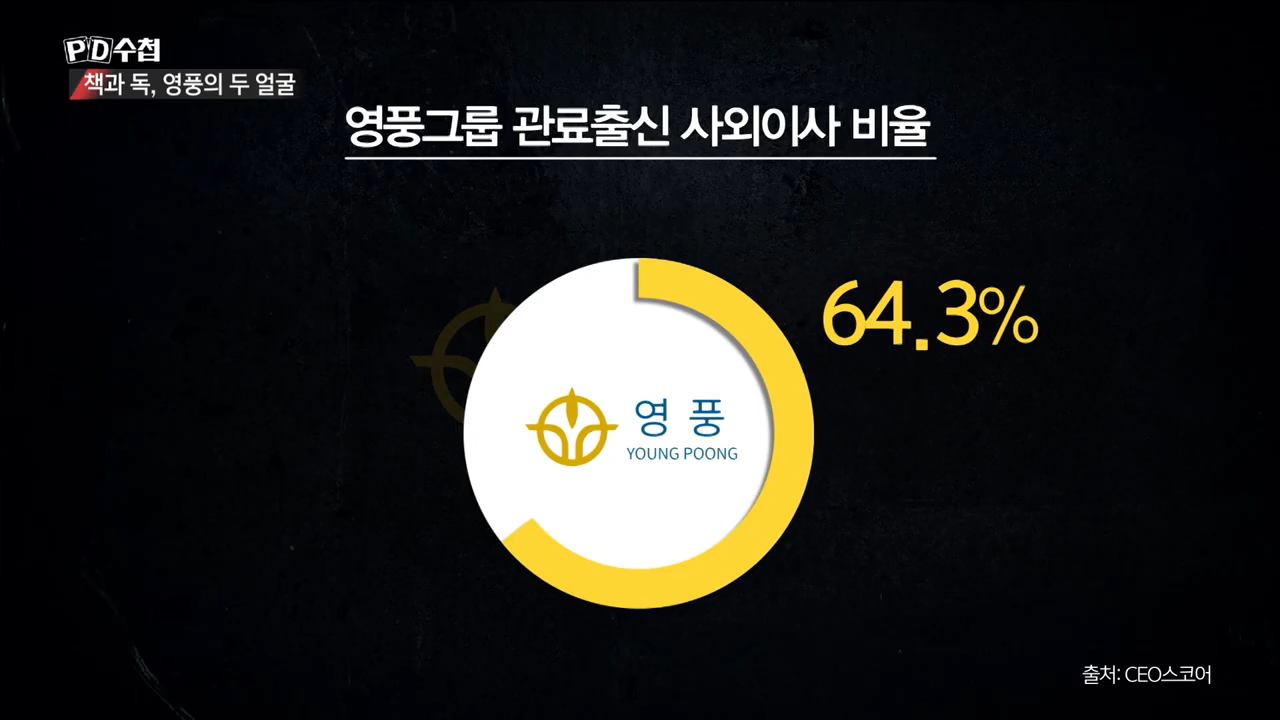 PD수첩
책과 독, 영풍의 두 얼굴
영풍그룹 관료출신 사외이사 비율
64.3%
영풍
YOUNG POONG
출처: CEO스코어